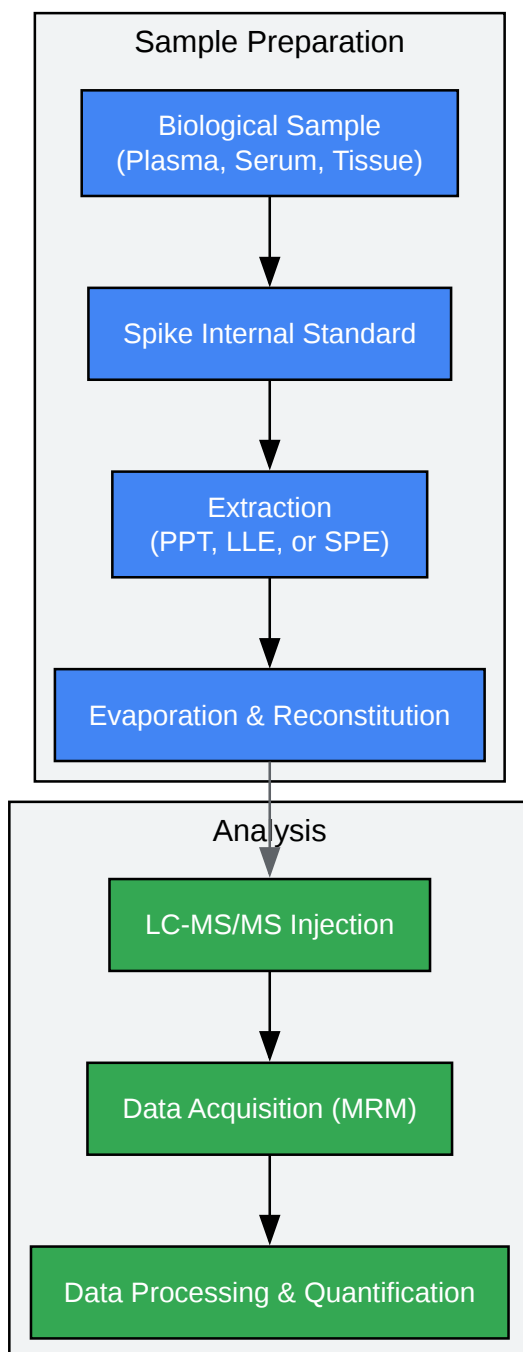 Sample Preparation
Biological Sample
(Plasma, Serum, Tissue)
Spike Internal Standard
Extraction
(PPT, LLE, or SPE)
Evaporation & Reconstitution
Analysis
LC-MS/MS Injection
Data Acquisition (MRM)
Data Processing & Quantification